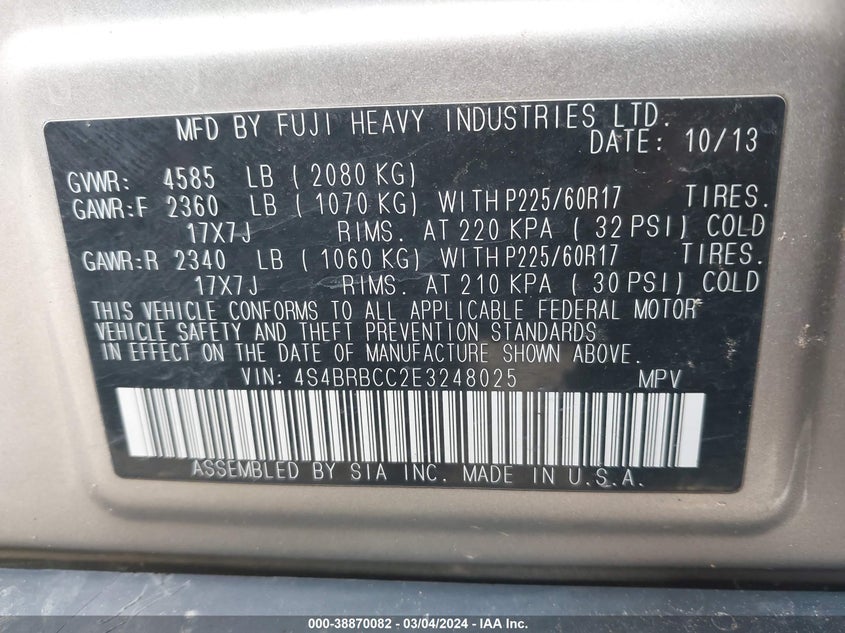 MFD BY FUJI HEAVY INDUSTRIES LTD.
DATE: 10/13
GVWR: 4585 LB ( 2080 KG)
GAWR:F 2360 LB ( 1070 KG) WITH P225/60R17 TIRES.
17X7J RIMS. AT 220 KPA ( 32 PSI) COLD
GAWR:R 2340 LB ( 1060 KG) WITH P225/60R17 TIRES.
17X7J RIMS. AT 210 KPA ( 30 PSI) COLD
THIS VEHICLE CONFORMS TO ALL APPLICABLE FEDERAL MOTOR
VEHICLE SAFETY AND THEFT PREVENTION STANDARDS
IN EFFECT ON THE DATE OF MANUFACTURE SHOWN ABOVE.
VIN: 4S4BRBCC2E3248025 MPV
ASSEMBLED BY SIA INC. MADE IN U.S.A.
000-38870082 - 03/04/2024 - IAA Inc.